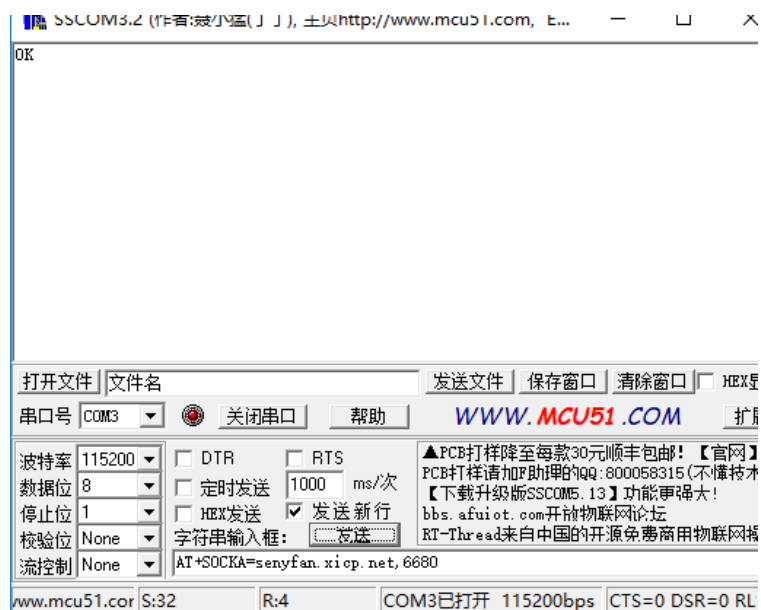 SSCOM3.2 (作者:聂小猛(丁丁), 主页http://www.mcu51.com, E...
OK
打开文件 文件名 发送文件 保存窗口 清除窗口 HEX显
串口号 COM3 关闭串口 帮助 WWW.MCU51.COM 扩展
波特率 115200 DTR RTS
数据位 8 定时发送 1000 ms/次
停止位 1 HEX发送 发送新行
校验位 None 字符串输入框: 发送
流控制 None AT+SOCKA=senyfan.xicp.net,6680
▲PCB打样降至每款30元顺丰包邮!【官网】
PCB打样请加F助理的QQ:800058315(不懂技术
【下载升级版SSCOM5.13】功能更强大!
bbs.afuiot.com开放物联网论坛
RT-Thread来自中国的开源免费商用物联网操
www.mcu51.cor S:32 R:4 COM3已打开 115200bps CTS=0 DSR=0 RL